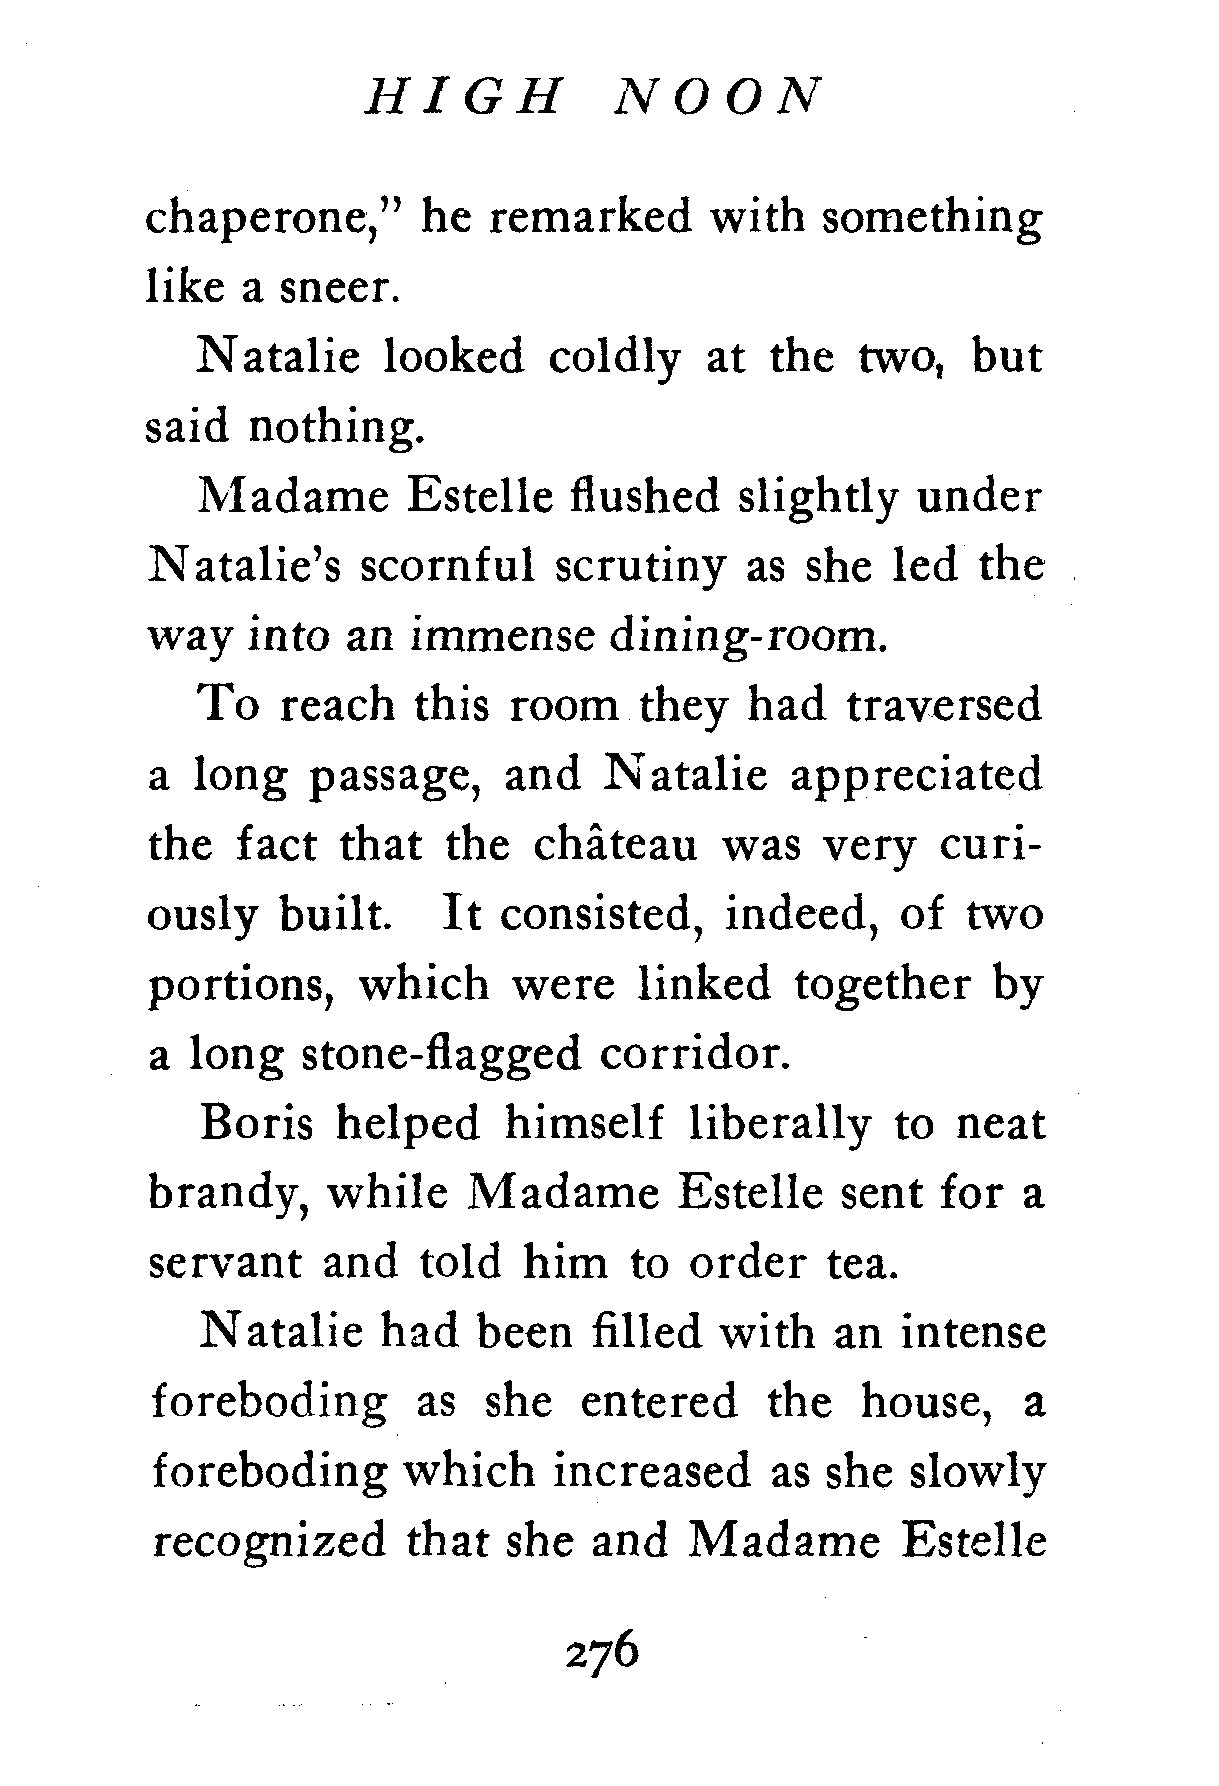 HIGH NOON
chaperone,” he remarked with something
like a sneer.
Natalie looked coldly at the two, but
said nothing.
Madame Estelle flushed slightly under
Natalie’s scornful scrutiny as she led the
way into an immense dining-room.
To reach this room they had traversed
a long passage, and Natalie appreciated
the fact that the château was very curi-
ously built. It consisted, indeed, of two
portions, which were linked together by
a long stone-flagged corridor.
Boris helped himself liberally to neat
brandy, while Madame Estelle sent for a
servant and told him to order tea.
Natalie had been filled with an intense
foreboding as she entered the house, a
foreboding which increased as she slowly
recognized that she and Madame Estelle
276